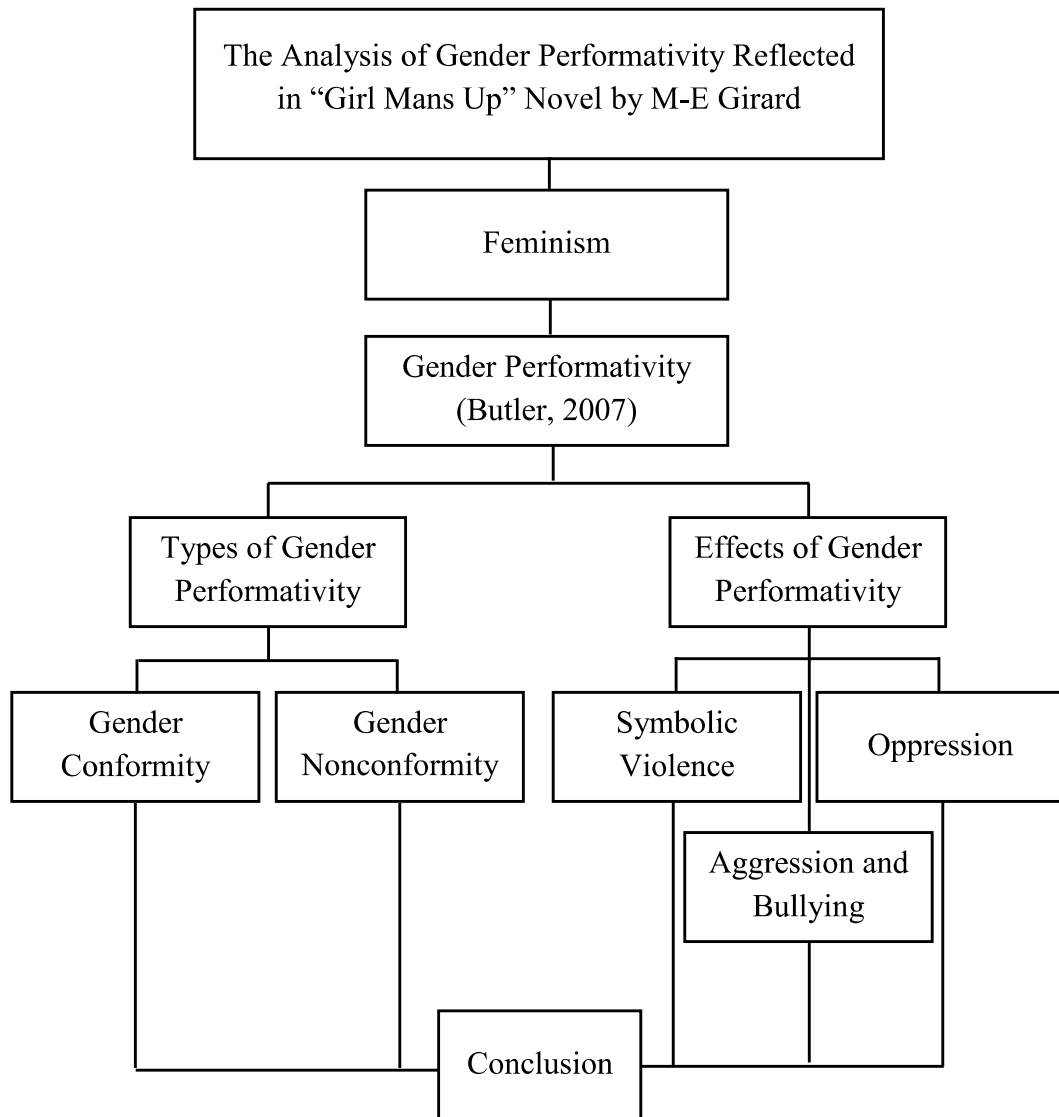 The Analysis of Gender Performativity Reflected
in “Girl Mans Up” Novel by M-E Girard
Feminism
Gender Performativity
(Butler, 2007)
Types of Gender
Performativity
Effects of Gender
Performativity
Gender
Conformity
Gender
Nonconformity
Symbolic
Violence
Oppression
Aggression and
Bullying
Conclusion